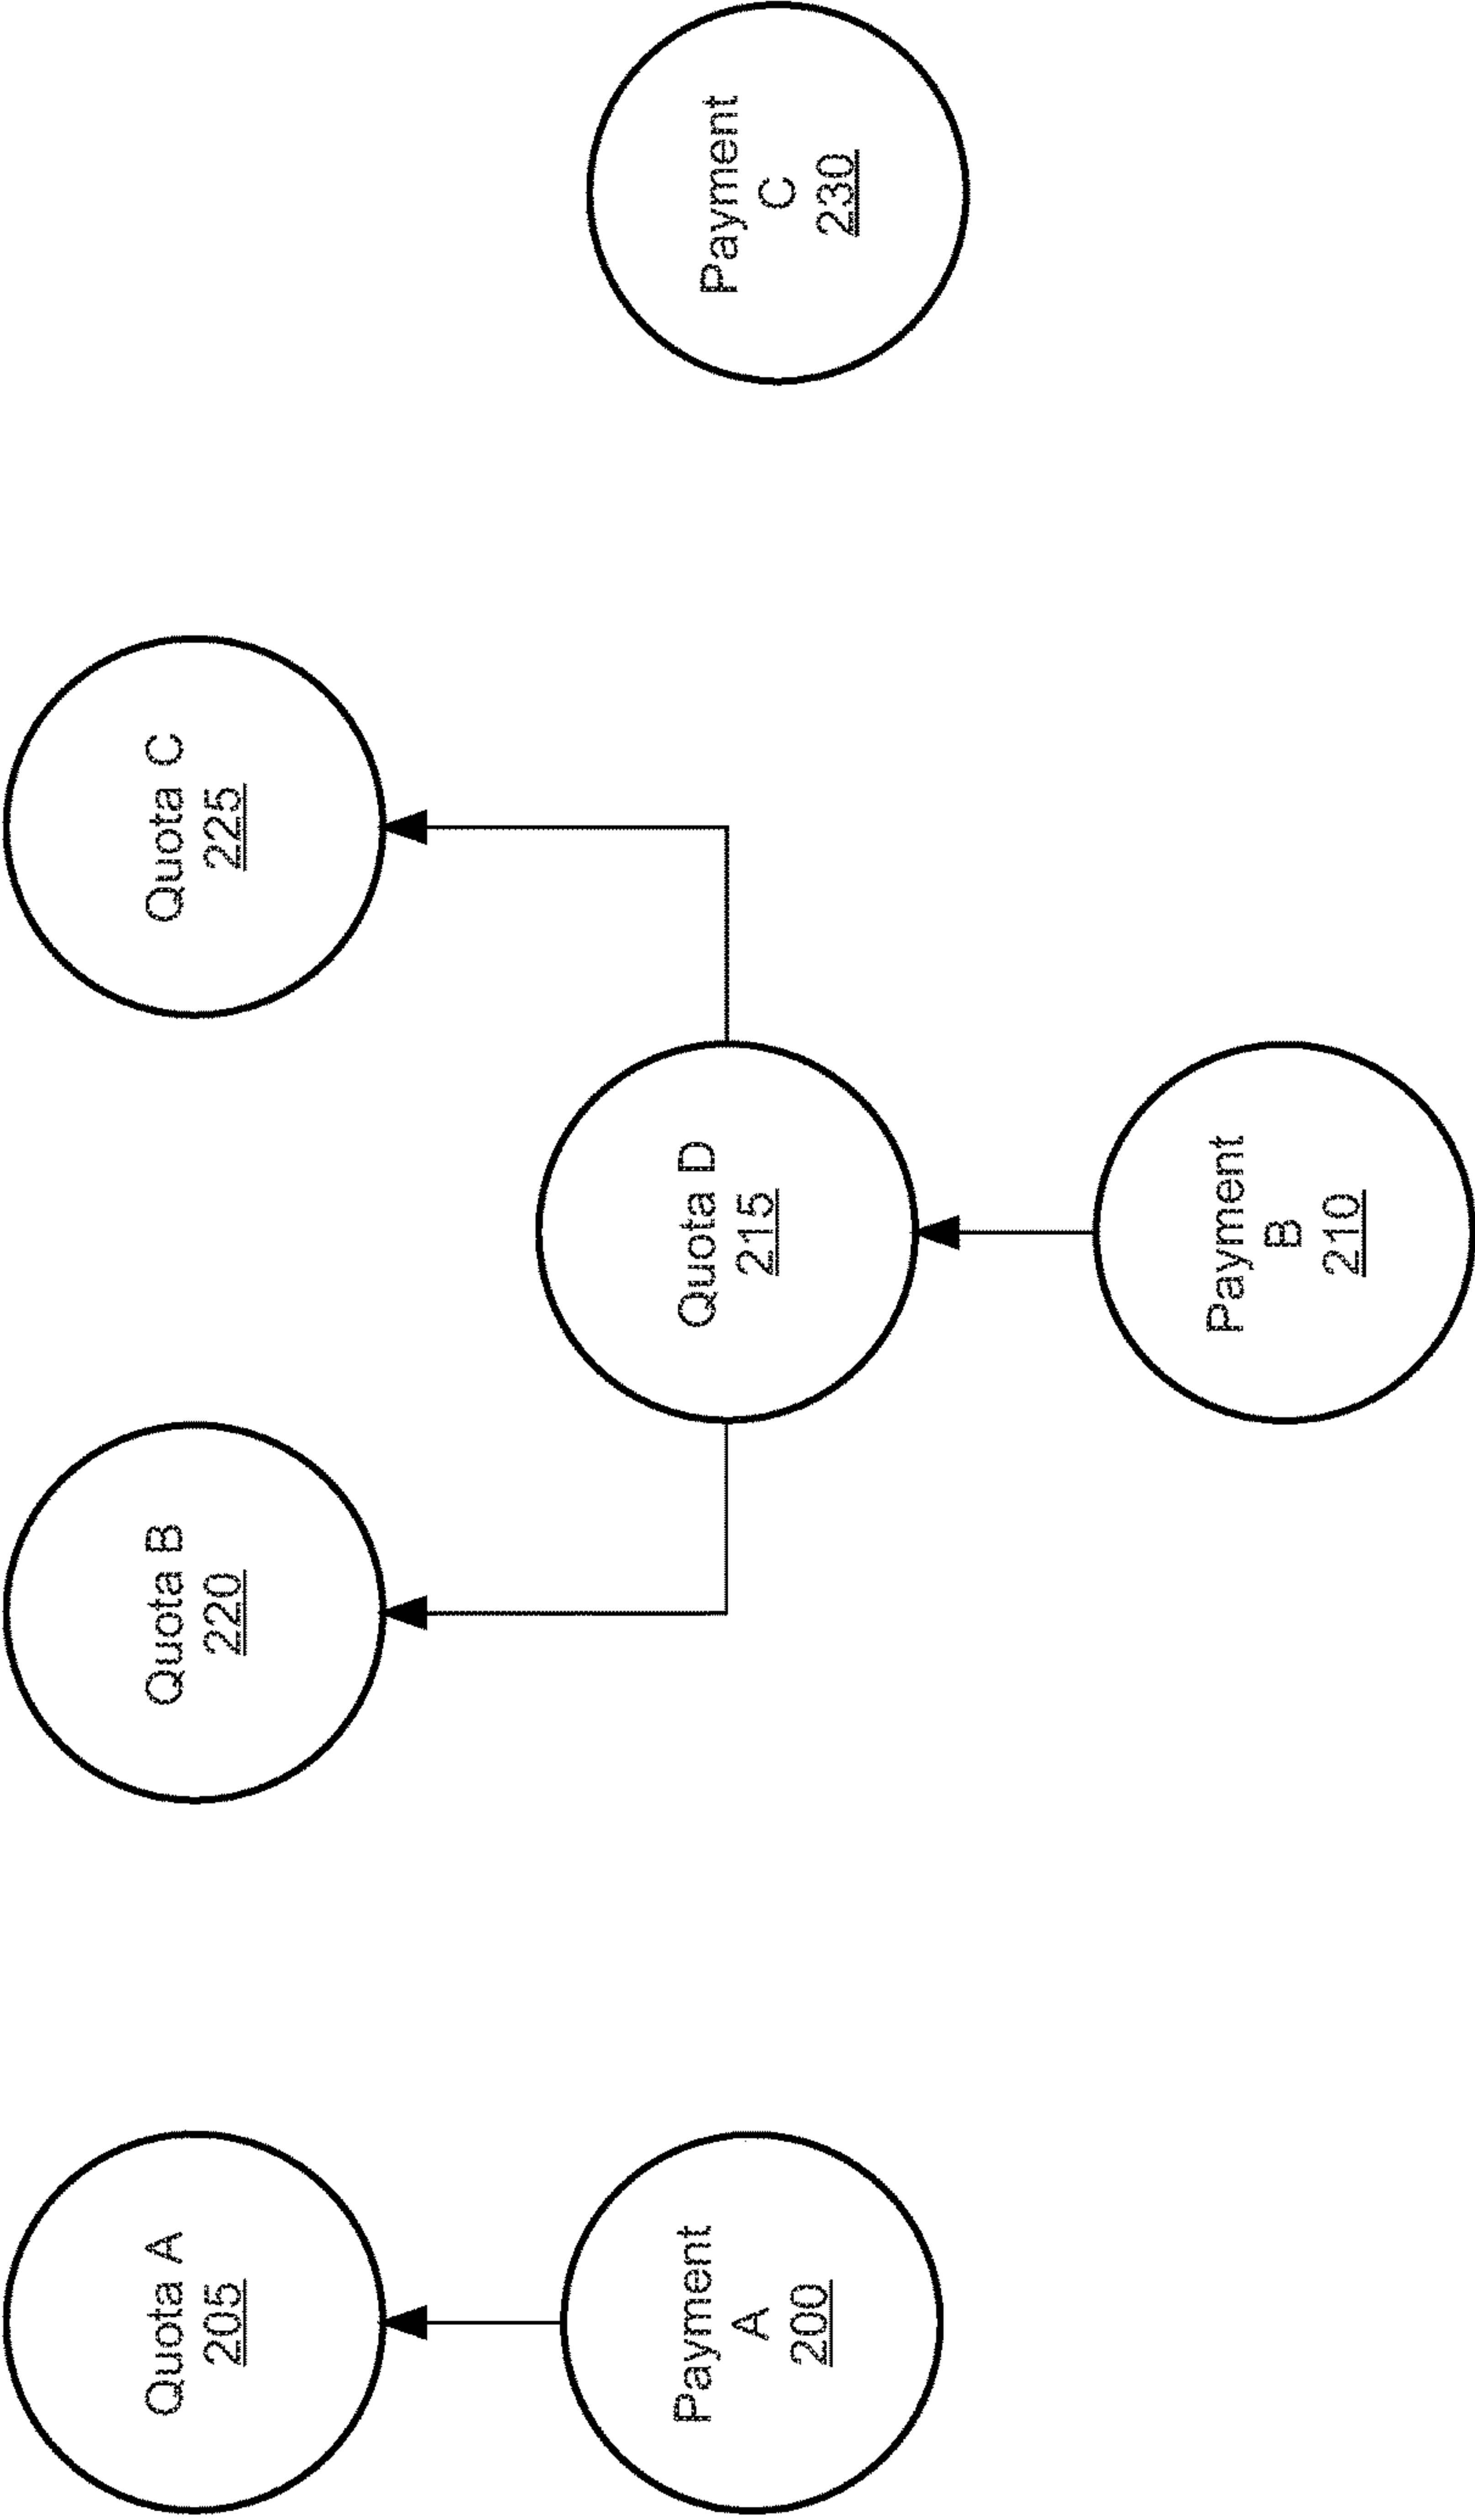 Quota A
205
Quota B
220
Quota C
225
Payment
A
200
Quota D
215
Payment
C
230
Payment
B
210